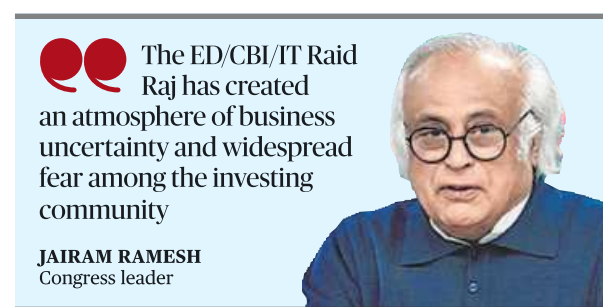 The ED/CBI/IT Raid
Raj has created
an atmosphere of business
uncertainty and widespread
fear among the investing
community
JAIRAM RAMESH
Congress leader